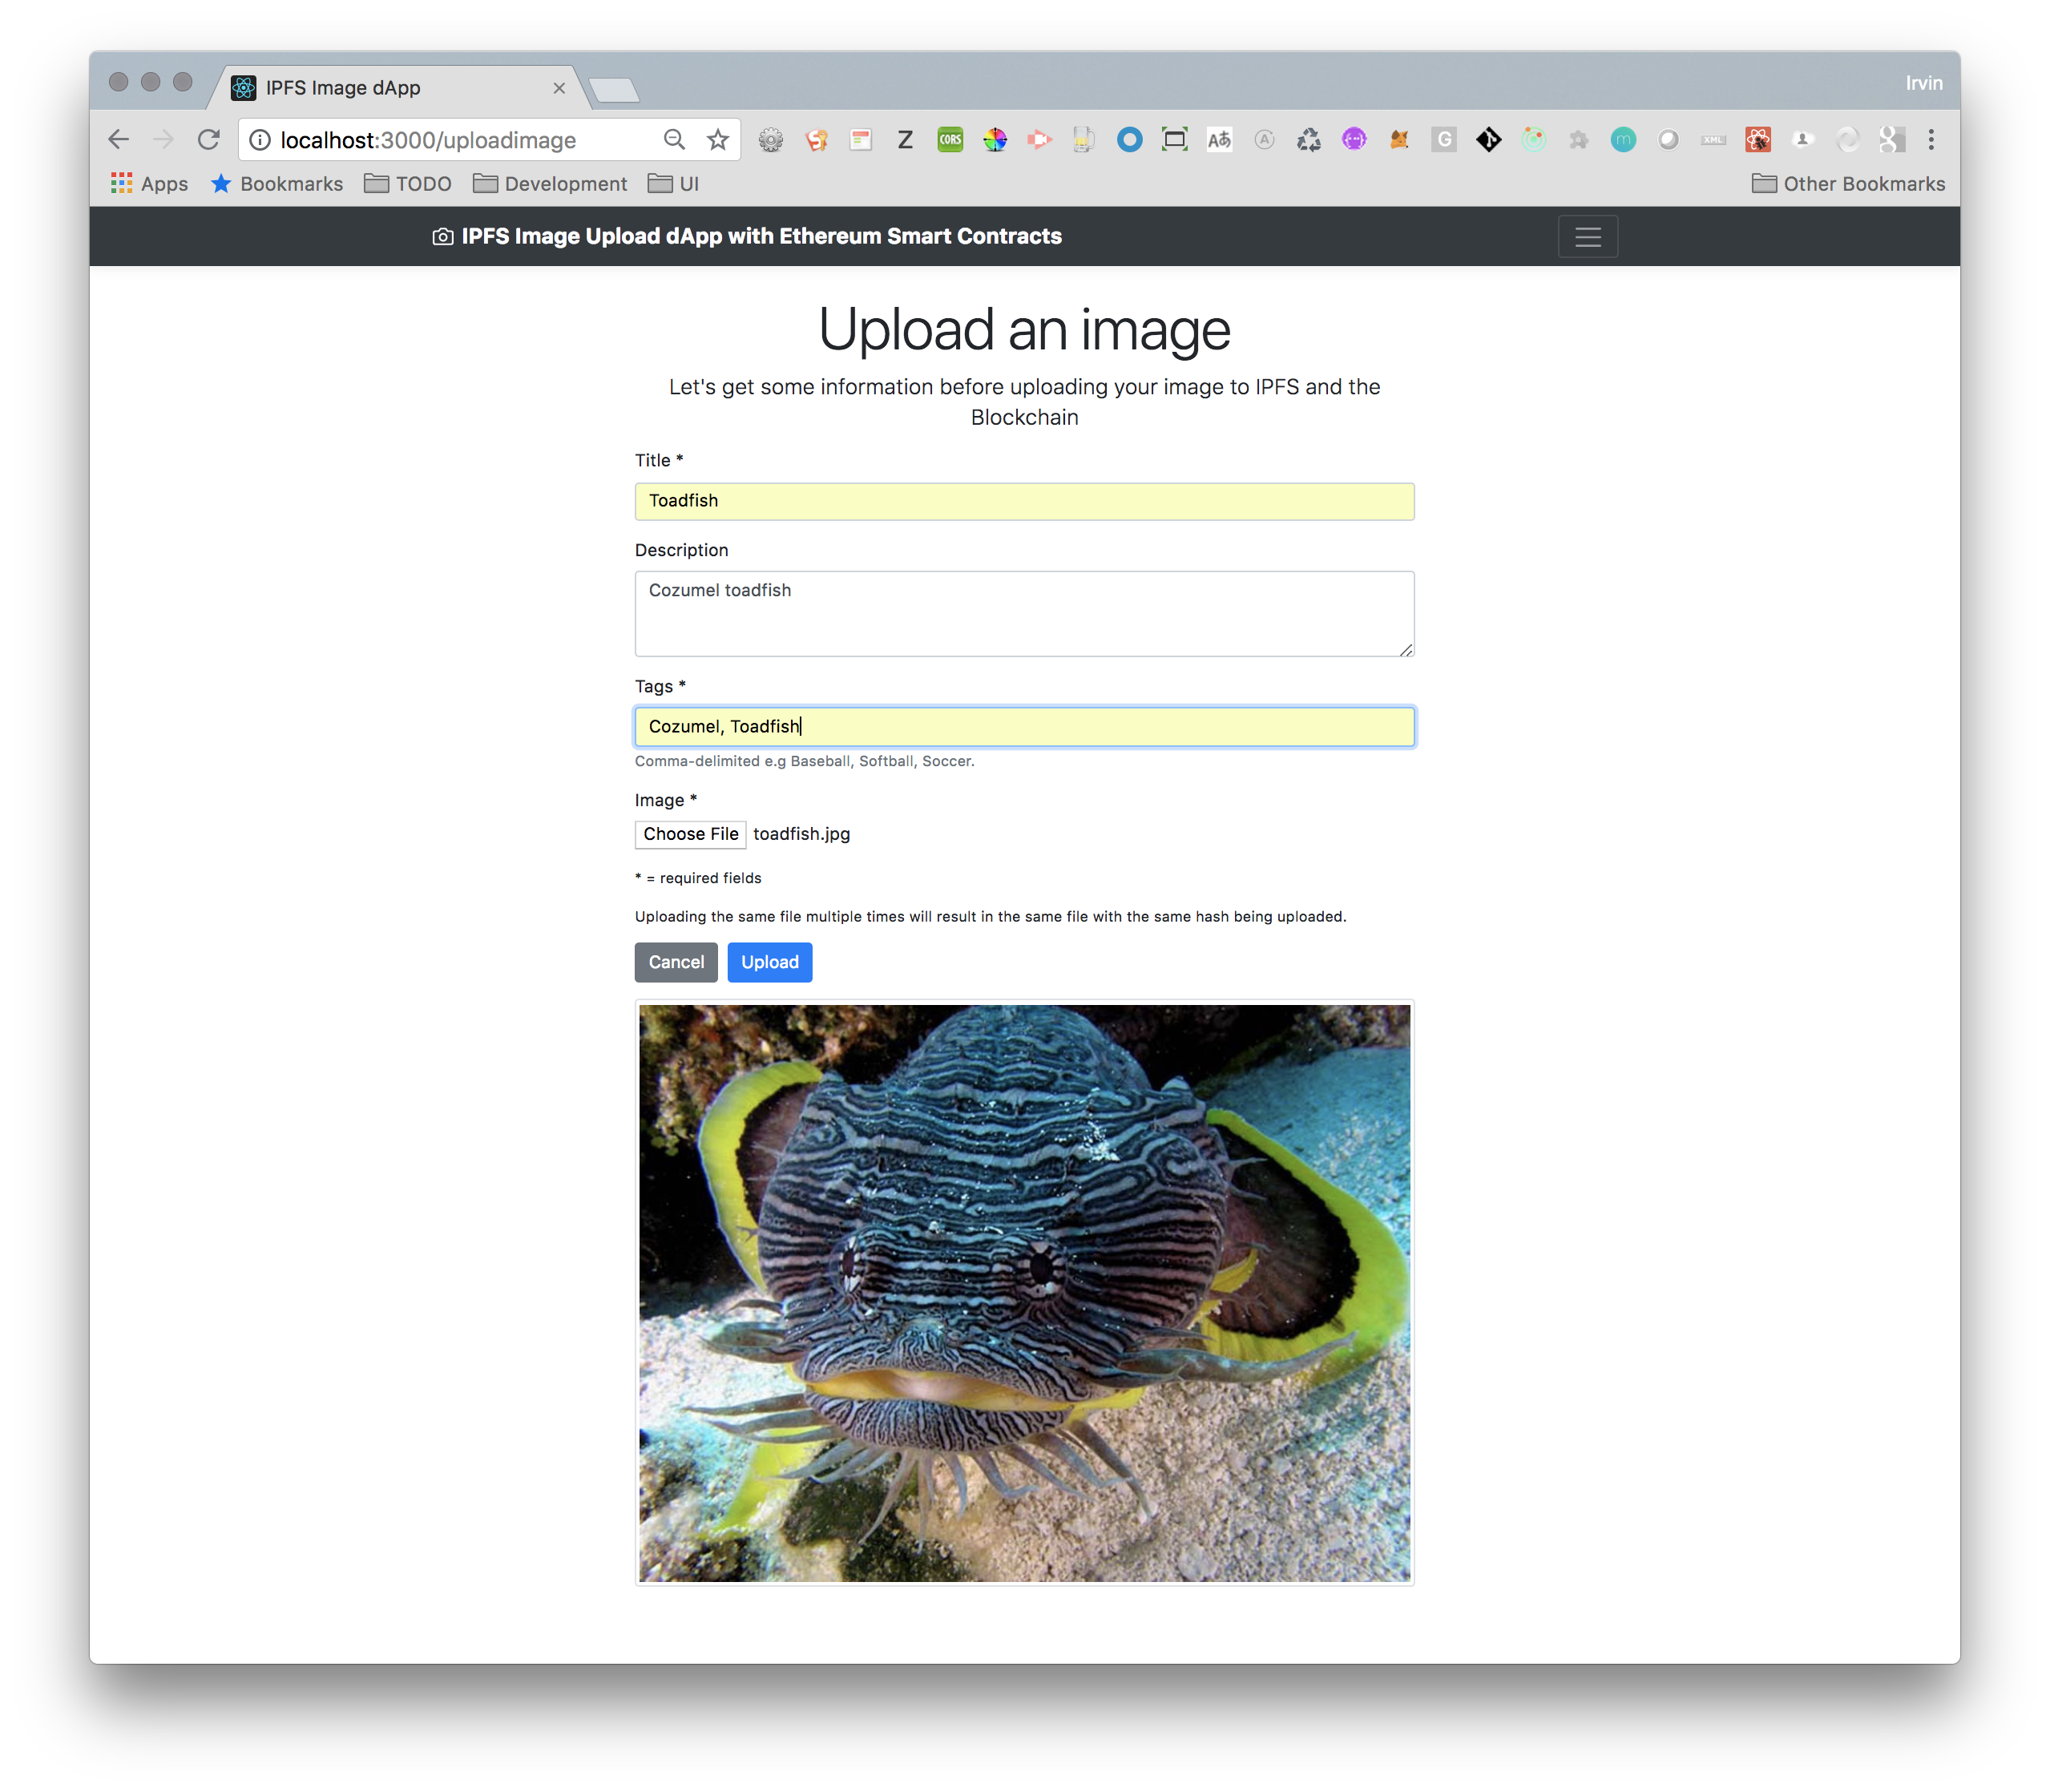 IPFS Image dApp
Irvin
localhost:3000/uploadimage
Z
CORS
Aあ
A
G
m
XML
g
Apps
Bookmarks
TODO
Development
UI
Other Bookmarks
IPFS Image Upload dApp with Ethereum Smart Contracts
Upload an image
Let's get some information before uploading your image to IPFS and the
Blockchain
Title *
Toadfish
Description
Cozumel toadfish
Tags *
Cozumel, Toadfish
Comma-delimited e.g Baseball, Softball, Soccer.
Image *
Choose File toadfish.jpg
* = required fields
Uploading the same file multiple times will result in the same file with the same hash being uploaded.
Cancel
Upload